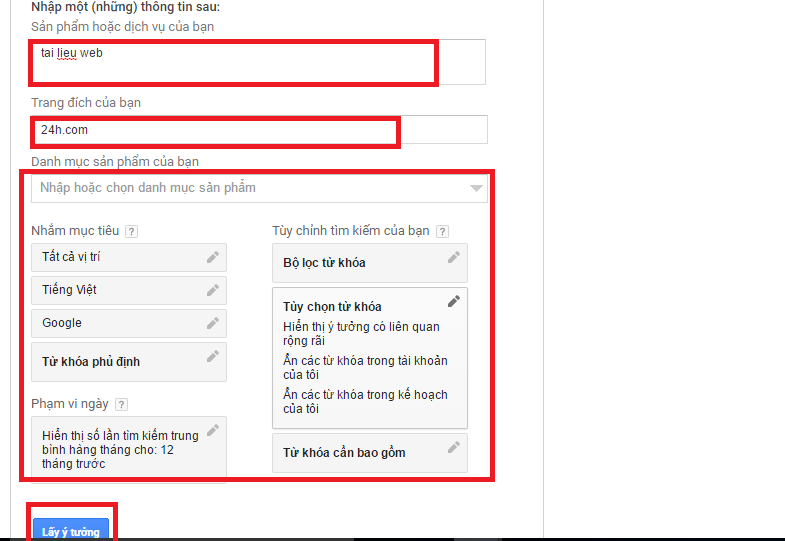 Nhập một (những) thông tin sau:
Sản phẩm hoặc dịch vụ của bạn
tai lieu web
Trang đích của bạn
24h.com
Danh mục sản phẩm của bạn
Nhập hoặc chọn danh mục sản phẩm
Nhắm mục tiêu ?
Tất cả vị trí
Tiếng Việt
Google
Từ khóa phủ định
Phạm vi ngày ?
Hiển thị số lần tìm kiếm trung
bình hàng tháng cho: 12
tháng trước
Tùy chỉnh tìm kiếm của bạn ?
Bộ lọc từ khóa
Tùy chọn từ khóa
Hiển thị ý tưởng có liên quan
rộng rãi
Ẩn các từ khóa trong tài khoản
của tôi
Ẩn các từ khóa trong kế hoạch
của tôi
Từ khóa cần bao gồm
Lấy ý tưởng